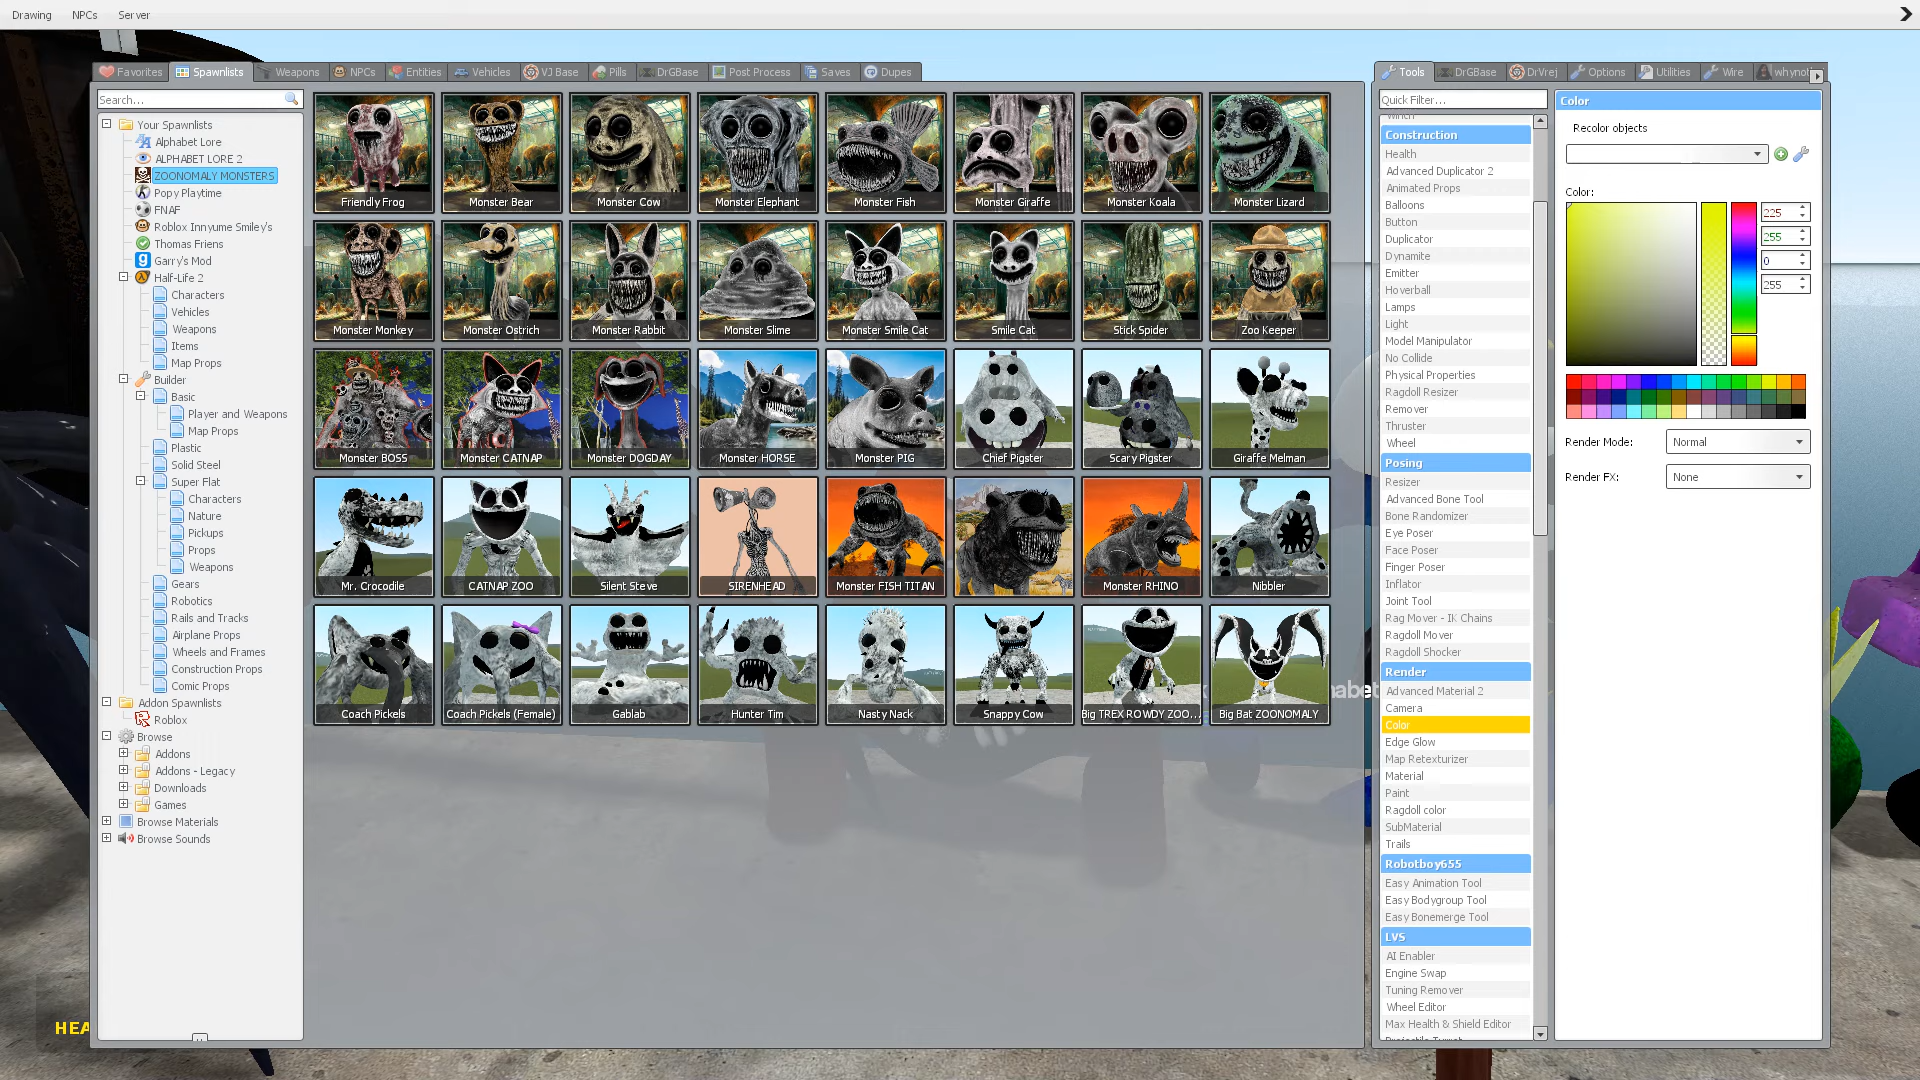 Drawing NPCs Server
Favorites Spawnlists Weapons NPCs Entities Vehicles VJ Base Pills DrGBase Post Process Saves Dupes
Search...
Your Spawnlists
Alphabet Lore
ALPHABET LORE 2
ZOONOMALY MONSTERS
Popy Playtime
FNAF
Roblox Innyume Smiley's
Thomas Friens
Garry's Mod
Half-Life 2
Characters
Vehicles
Weapons
Items
Map Props
Builder
Basic
Player and Weapons
Map Props
Plastic
Solid Steel
Super Flat
Characters
Nature
Pickups
Props
Weapons
Gears
Robotics
Rails and Tracks
Airplane Props
Wheels and Frames
Construction Props
Comic Props
Addon Spawnlists
Roblox
Browse
Addons
Addons - Legacy
Downloads
Games
Browse Materials
Browse Sounds
HEA
Friendly Frog Monster Bear Monster Cow Monster Elephant Monster Fish Monster Giraffe Monster Koala Monster Lizard
Monster Monkey Monster Ostrich Monster Rabbit Monster Slime Monster Smile Cat Smile Cat Stick Spider Zoo Keeper
Monster BOSS Monster CATNAP Monster DOGDAY Monster HORSE Monster PIG Chief Pigster Scary Pigster Giraffe Melman
Mr. Crocodile CATNAP ZOO Silent Steve SIRENHEAD Monster FISH TITAN Monster RHINO Nibbler
Coach Pickels Coach Pickels (Female) Gablab Hunter Tim Nasty Nack Snappy Cow Big TREX ROWDY ZOO... Big Bat ZOONOMALY
Tools DrGBase DrVrej Options Utilities Wire whynot
Quick Filter...
Construction
Health
Advanced Duplicator 2
Animated Props
Balloons
Button
Duplicator
Dynamite
Emitter
Hoverball
Lamps
Light
Model Manipulator
No Collide
Physical Properties
Ragdoll Resizer
Remover
Thruster
Wheel
Posing
Resizer
Advanced Bone Tool
Bone Randomizer
Eye Poser
Face Poser
Finger Poser
Inflator
Joint Tool
Rag Mover - IK Chains
Ragdoll Mover
Ragdoll Shocker
Render
Advanced Material 2
Camera
Color
Edge Glow
Map Retexturizer
Material
Paint
Ragdoll color
SubMaterial
Trails
Robotboy655
Easy Animation Tool
Easy Bodygroup Tool
Easy Bonemerge Tool
LVS
AI Enabler
Engine Swap
Tuning Remover
Wheel Editor
Max Health & Shield Editor
Color
Recolor objects
Color:
225
255
0
255
Render Mode: Normal
Render FX: None